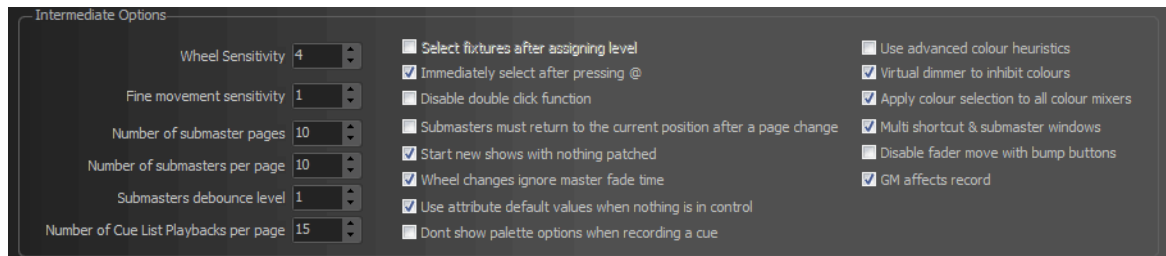 Intermediate Options
Wheel Sensitivity 4
Fine movement sensitivity 1
Number of submaster pages 10
Number of submasters per page 10
Submasters debounce level 1
Number of Cue List Playbacks per page 15
Select fixtures after assigning level
Immediately select after pressing @
Disable double click function
Submasters must return to the current position after a page change
Start new shows with nothing patched
Wheel changes ignore master fade time
Use attribute default values when nothing is in control
Dont show palette options when recording a cue
Use advanced colour heuristics
Virtual dimmer to inhibit colours
Apply colour selection to all colour mixers
Multi shortcut & submaster windows
Disable fader move with bump buttons
GM affects record